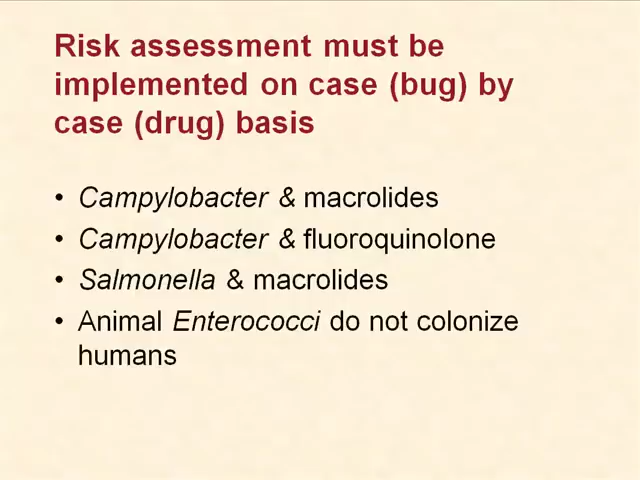 Risk assessment must be
implemented on case (bug) by
case (drug) basis
• Campylobacter & macrolides
• Campylobacter & fluoroquinolone
• Salmonella & macrolides
• Animal Enterococci do not colonize
humans